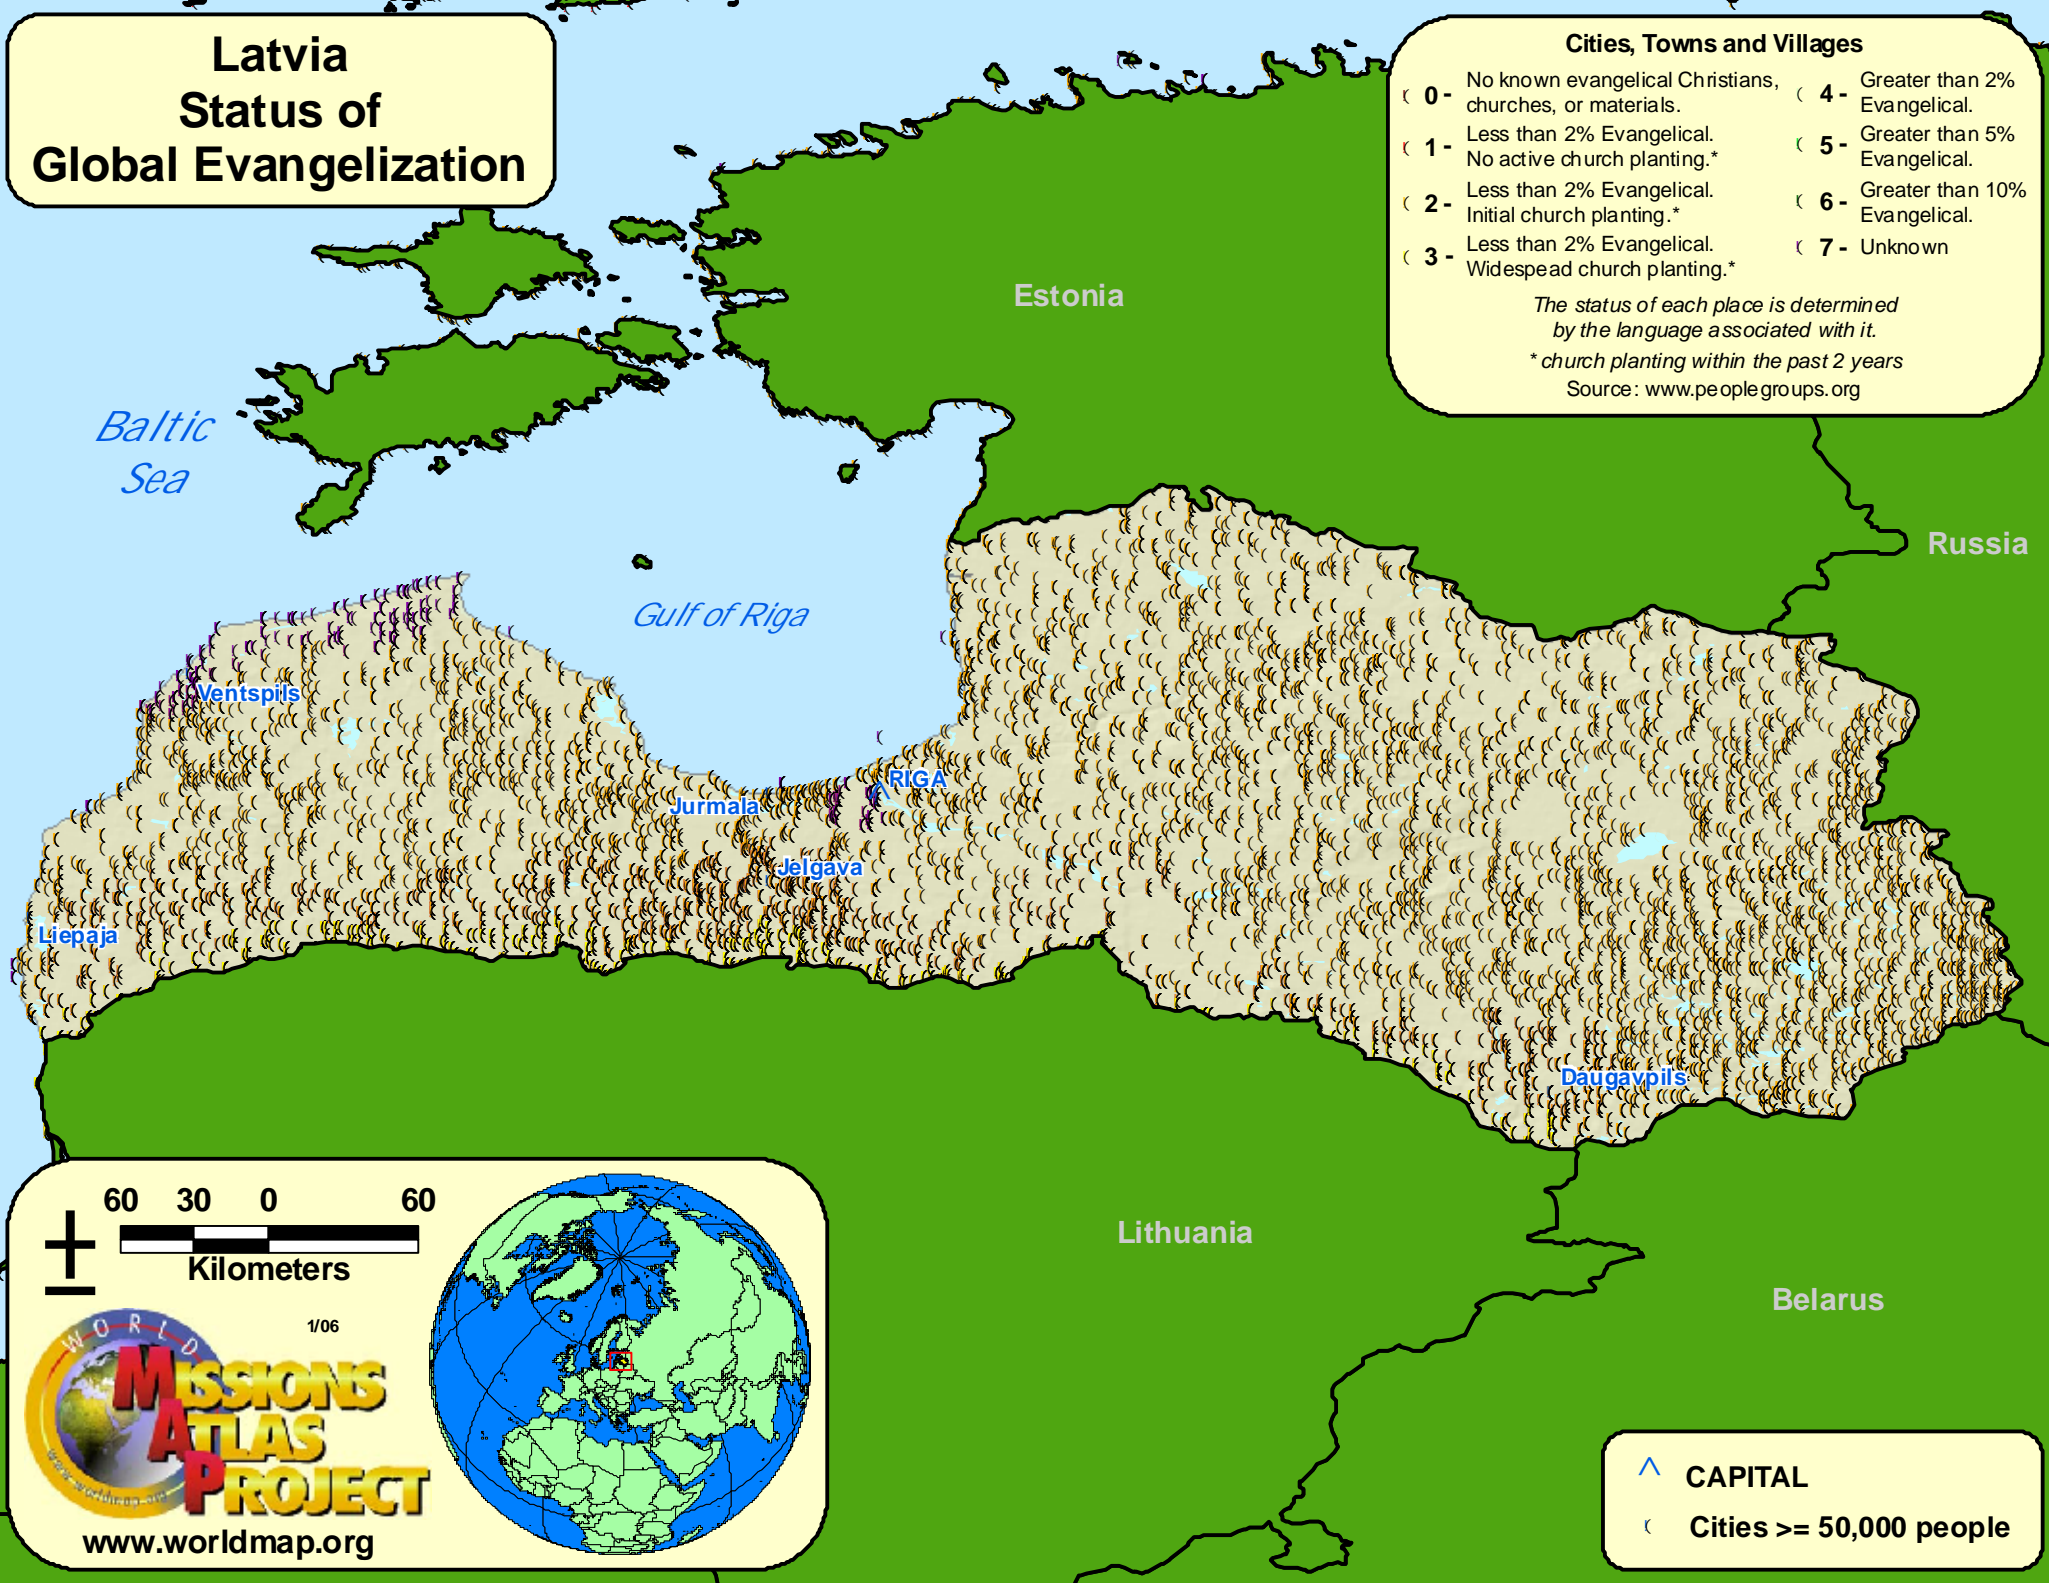 Latvia
Status of
Global Evangelization
Cities, Towns and Villages
0 - No known evangelical Christians,
churches, or materials.
1 - Less than 2% Evangelical.
No active church planting.*
2 - Less than 2% Evangelical.
Initial church planting.*
3 - Less than 2% Evangelical.
Widespead church planting.*
4 - Greater than 2%
Evangelical.
5 - Greater than 5%
Evangelical.
6 - Greater than 10%
Evangelical.
7 - Unknown
The status of each place is determined
by the language associated with it.
* church planting within the past 2 years
Source: www.peoplegroups.org
Estonia
Baltic
Sea
Russia
Gulf of Riga
Ventspils
RIGA
Jurmala
Jelgava
Liepaja
Daugavpils
Lithuania
Belarus
60 30 0 60
Kilometers
1/06
WORLD
MISSIONS
ATLAS
PROJECT
www.worldmap.org
www.worldmap.org
CAPITAL
Cities >= 50,000 people